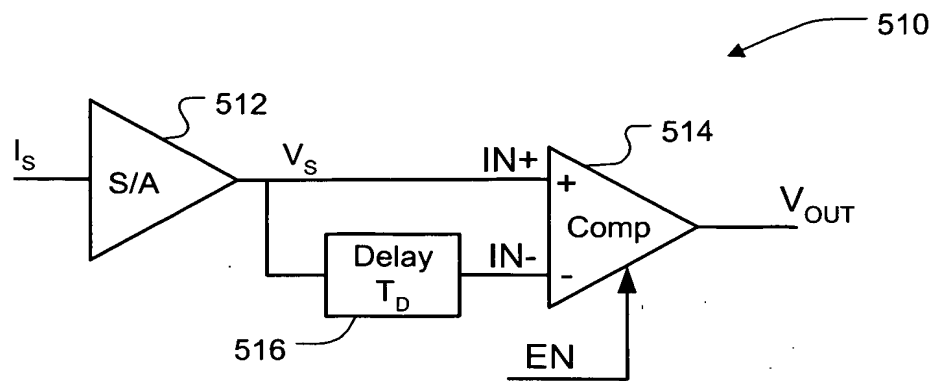 510
512
514
I_S
S/A
V_S
IN+
+
Comp
V_OUT
Delay
T_D
IN-
-
516
EN